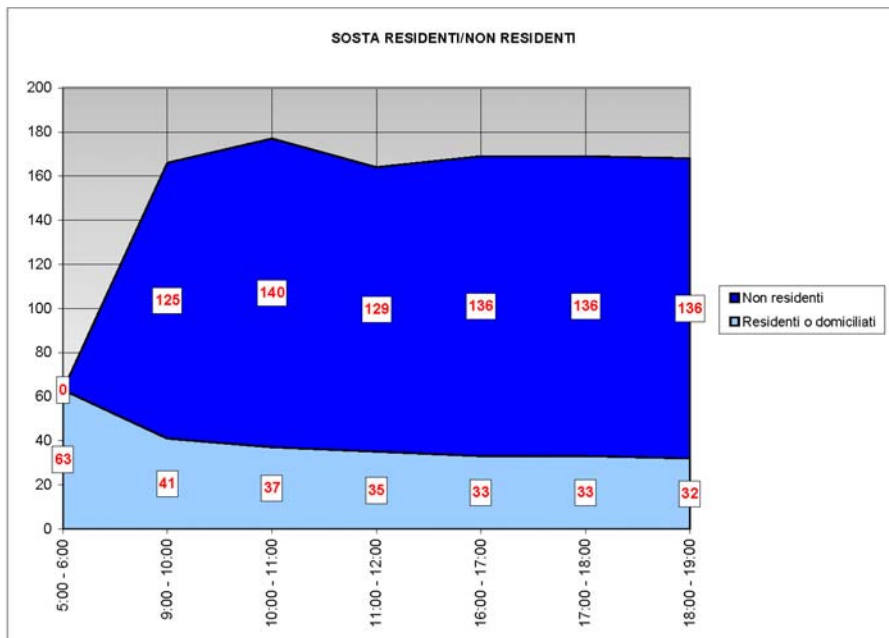 SOSTA RESIDENTI/NON RESIDENTI
200
180
160
140
120
100
80
60
40
20
0
125
140
129
136
136
136
0
63
41
37
35
33
33
32
Non residenti
Residenti o domiciliati
5:00 - 6:00
9:00 - 10:00
10:00 - 11:00
11:00 - 12:00
16:00 - 17:00
17:00 - 18:00
18:00 - 19:00